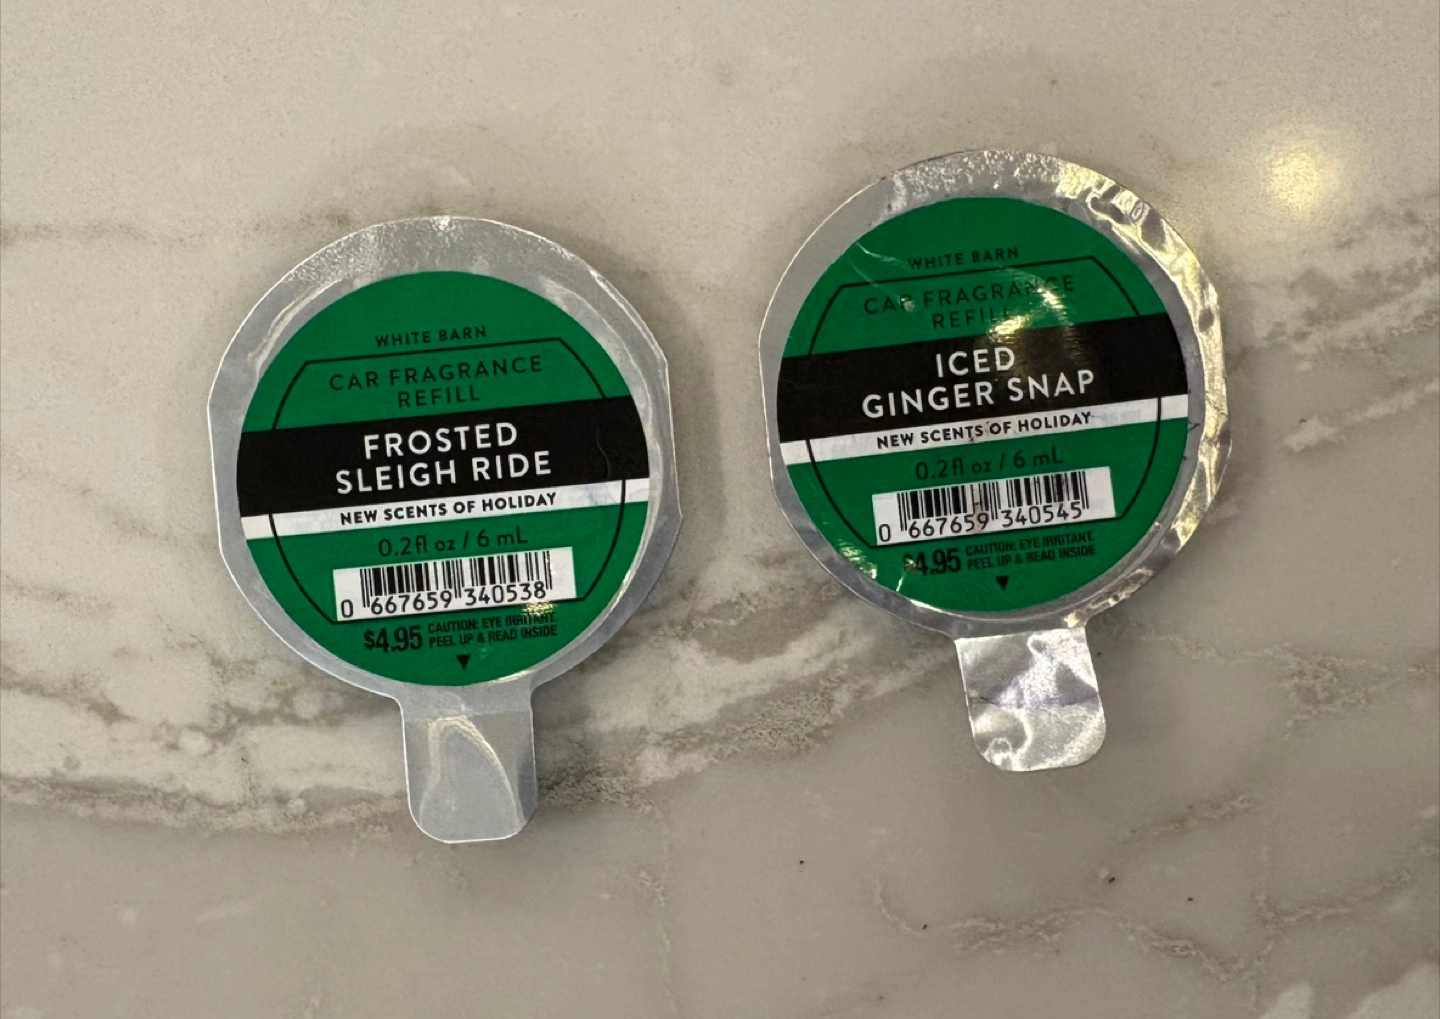 WHITE BARN
CAR FRAGRANCE
REFILL
FROSTED
SLEIGH RIDE
NEW SCENTS OF HOLIDAY
0.2fl oz / 6 mL
0 667659 340538
$4.95 CAUTION: EYE IRRITANT.
PEEL UP & READ INSIDE
WHITE BARN
CAR FRAGRANCE
REFILL
ICED
GINGER SNAP
NEW SCENTS OF HOLIDAY
0.2fl oz / 6 mL
0 667659 340545
$4.95 CAUTION: EYE IRRITANT.
PEEL UP & READ INSIDE